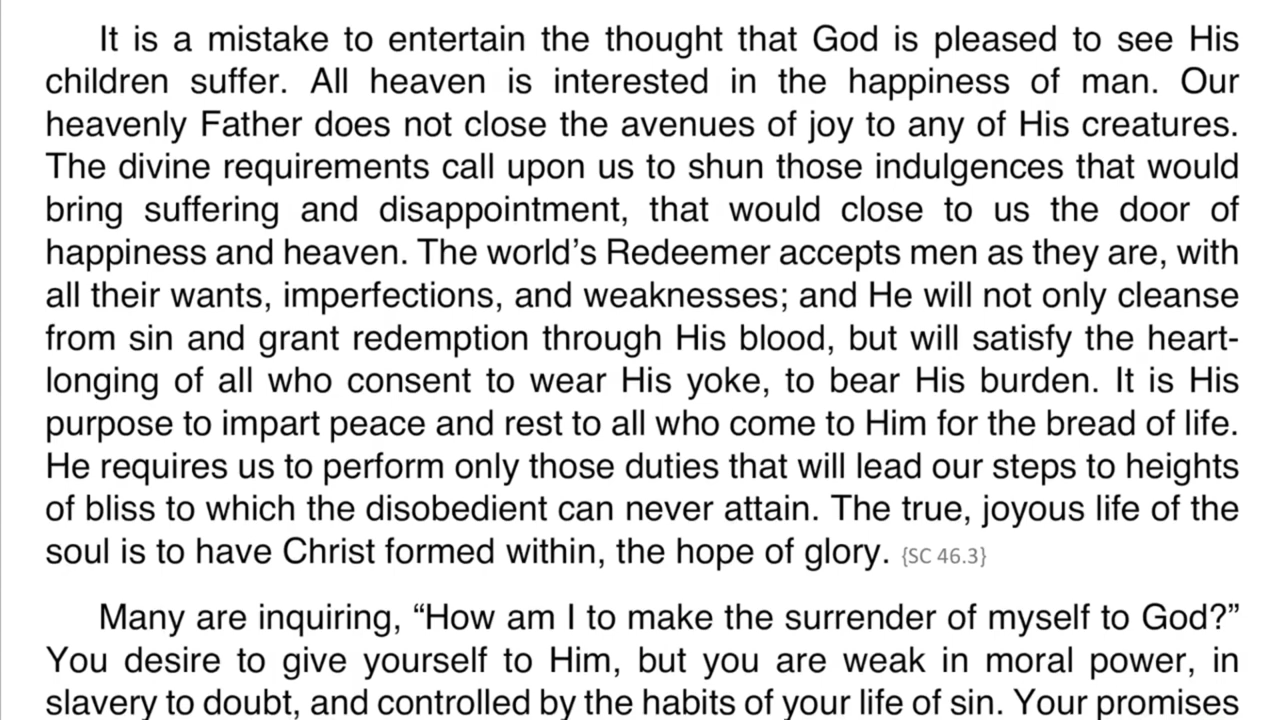 It is a mistake to entertain the thought that God is pleased to see His
children suffer. All heaven is interested in the happiness of man. Our
heavenly Father does not close the avenues of joy to any of His creatures.
The divine requirements call upon us to shun those indulgences that would
bring suffering and disappointment, that would close to us the door of
happiness and heaven. The world’s Redeemer accepts men as they are, with
all their wants, imperfections, and weaknesses; and He will not only cleanse
from sin and grant redemption through His blood, but will satisfy the heart-
longing of all who consent to wear His yoke, to bear His burden. It is His
purpose to impart peace and rest to all who come to Him for the bread of life.
He requires us to perform only those duties that will lead our steps to heights
of bliss to which the disobedient can never attain. The true, joyous life of the
soul is to have Christ formed within, the hope of glory. {SC 46.3}
Many are inquiring, “How am I to make the surrender of myself to God?”
You desire to give yourself to Him, but you are weak in moral power, in
slavery to doubt, and controlled by the habits of your life of sin. Your promises